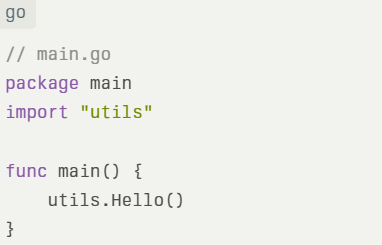 go
// main.go
package main
import "utils"
func main() {
    utils.Hello()
}